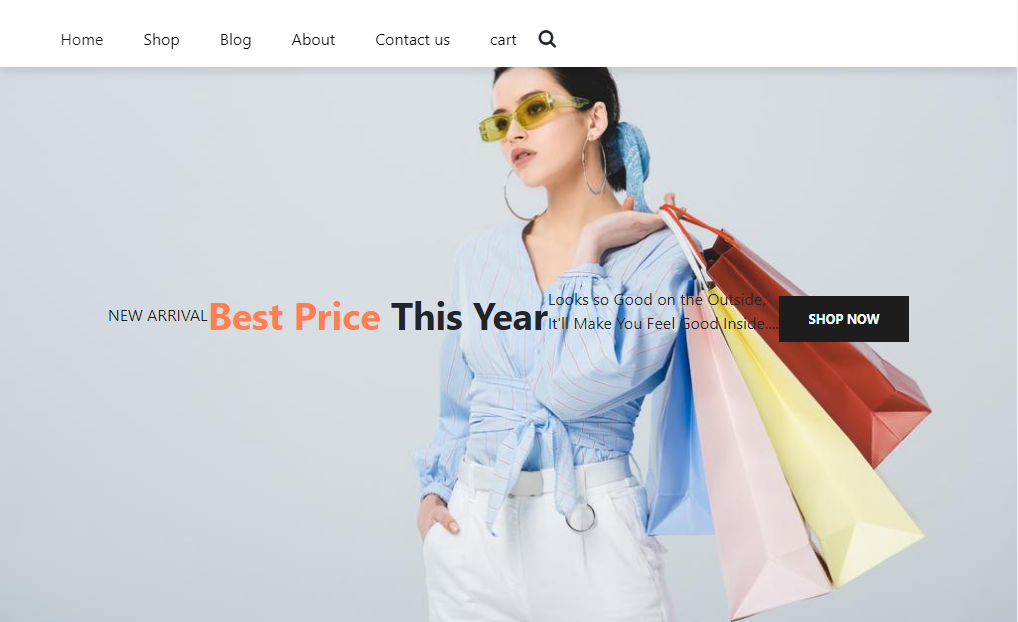 Home Shop Blog About Contact us cart
NEW ARRIVAL Best Price This Year
Looks so Good on the Outside,
It'll Make You Feel Good Inside....
SHOP NOW